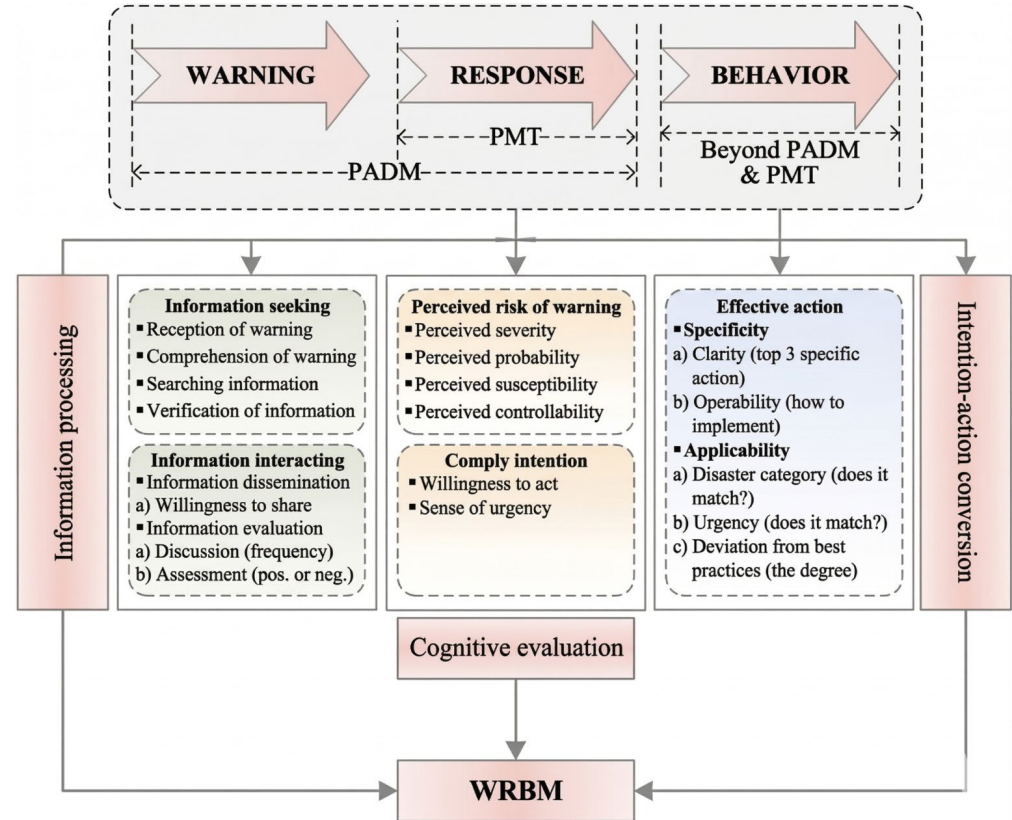 WARNING
RESPONSE
BEHAVIOR
PMT
PADM
Beyond PADM
& PMT
Information processing
Information seeking
▪ Reception of warning
▪ Comprehension of warning
▪ Searching information
▪ Verification of information
Information interacting
▪ Information dissemination
a) Willingness to share
▪ Information evaluation
a) Discussion (frequency)
b) Assessment (pos. or neg.)
Perceived risk of warning
▪ Perceived severity
▪ Perceived probability
▪ Perceived susceptibility
▪ Perceived controllability
Comply intention
▪ Willingness to act
▪ Sense of urgency
Effective action
▪ Specificity
a) Clarity (top 3 specific
action)
b) Operability (how to
implement)
▪ Applicability
a) Disaster category (does it
match?)
b) Urgency (does it match?)
c) Deviation from best
practices (the degree)
Intention-action conversion
Cognitive evaluation
WRBM